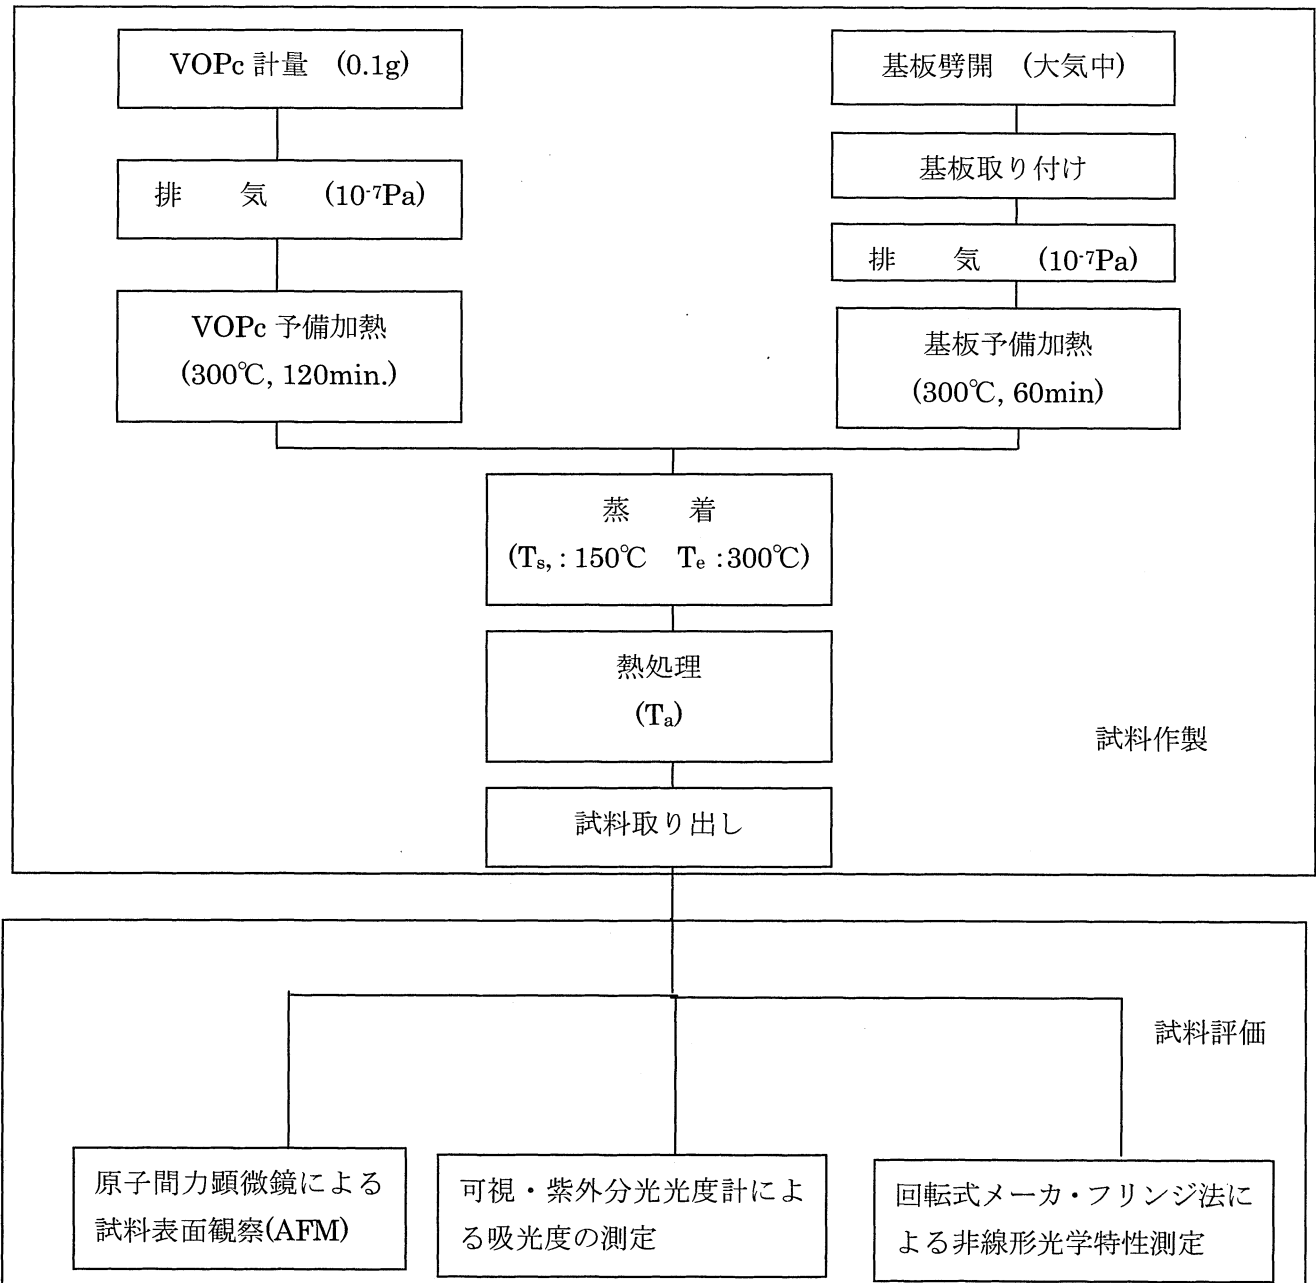 VOPc 計量 (0.1g)
排 気 (10-7Pa)
VOPc 予備加熱
(300℃, 120min.)
基板劈開 (大気中)
基板取り付け
排 気 (10-7Pa)
基板予備加熱
(300℃, 60min)
蒸 着
(Ts, : 150℃ Te :300℃)
熱処理
(Ta)
試料取り出し
試料作製
試料評価
原子間力顕微鏡による
試料表面観察(AFM)
可視・紫外分光光度計によ
る吸光度の測定
回転式メーカ・フリンジ法に
よる非線形光学特性測定